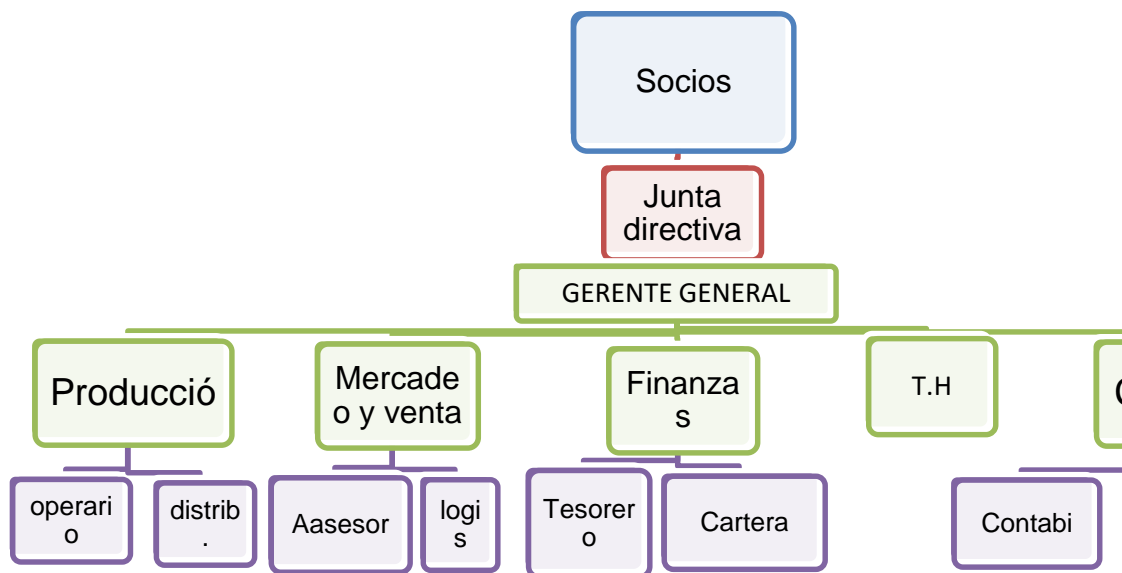 Socios
Junta
directiva
GERENTE GENERAL
Producció
Mercade
o y venta
Finanza
s
T.H
operari
o
distrib
.
Aasesor
logi
s
Tesorer
o
Cartera
Contabi